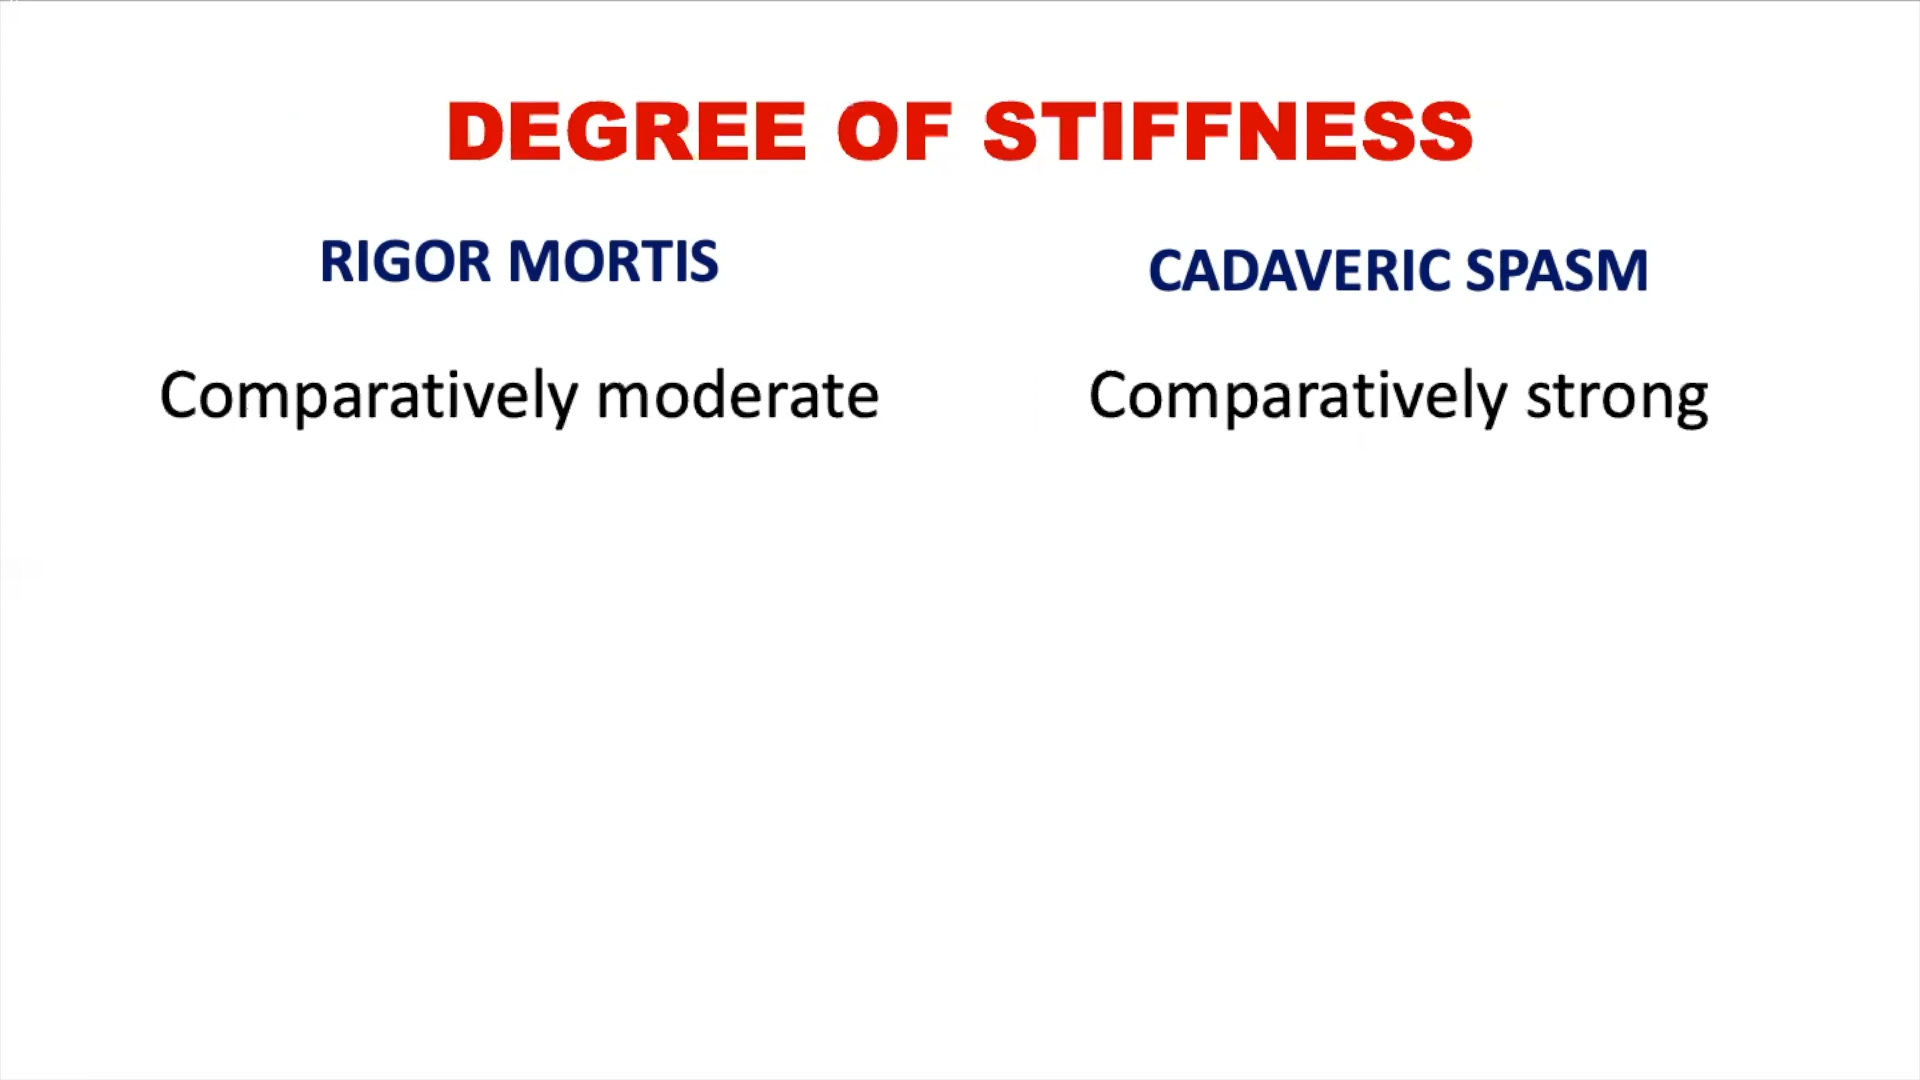 DEGREE OF STIFFNESS
RIGOR MORTIS
Comparatively moderate
CADAVERIC SPASM
Comparatively strong